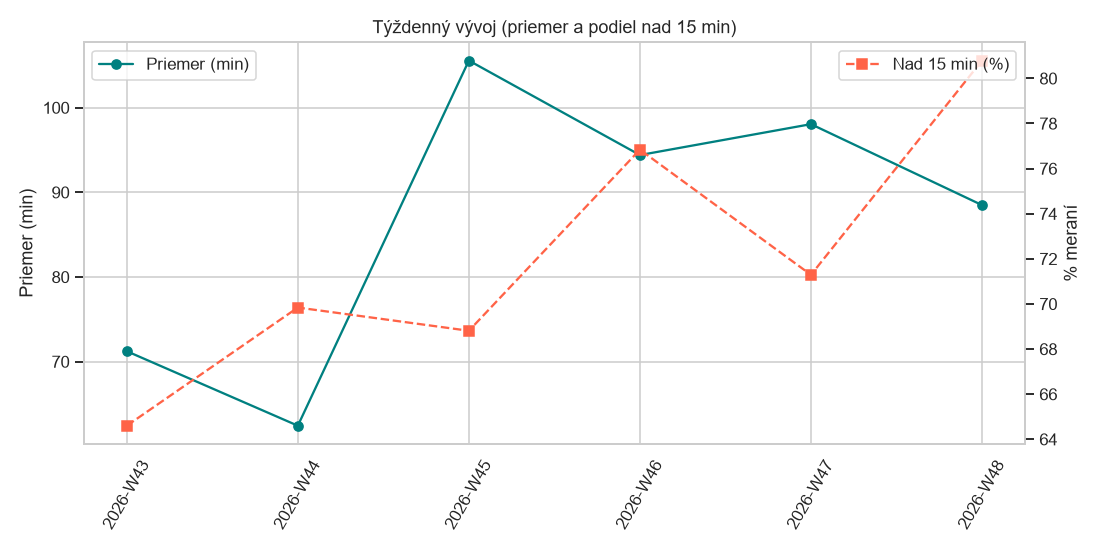 Týždenný vývoj (priemer a podiel nad 15 min)
Priemer (min)
Nad 15 min (%)
Priemer (min)
100
90
80
70
% meraní
80
78
76
74
72
70
68
66
64
2026-W43
2026-W44
2026-W45
2026-W46
2026-W47
2026-W48